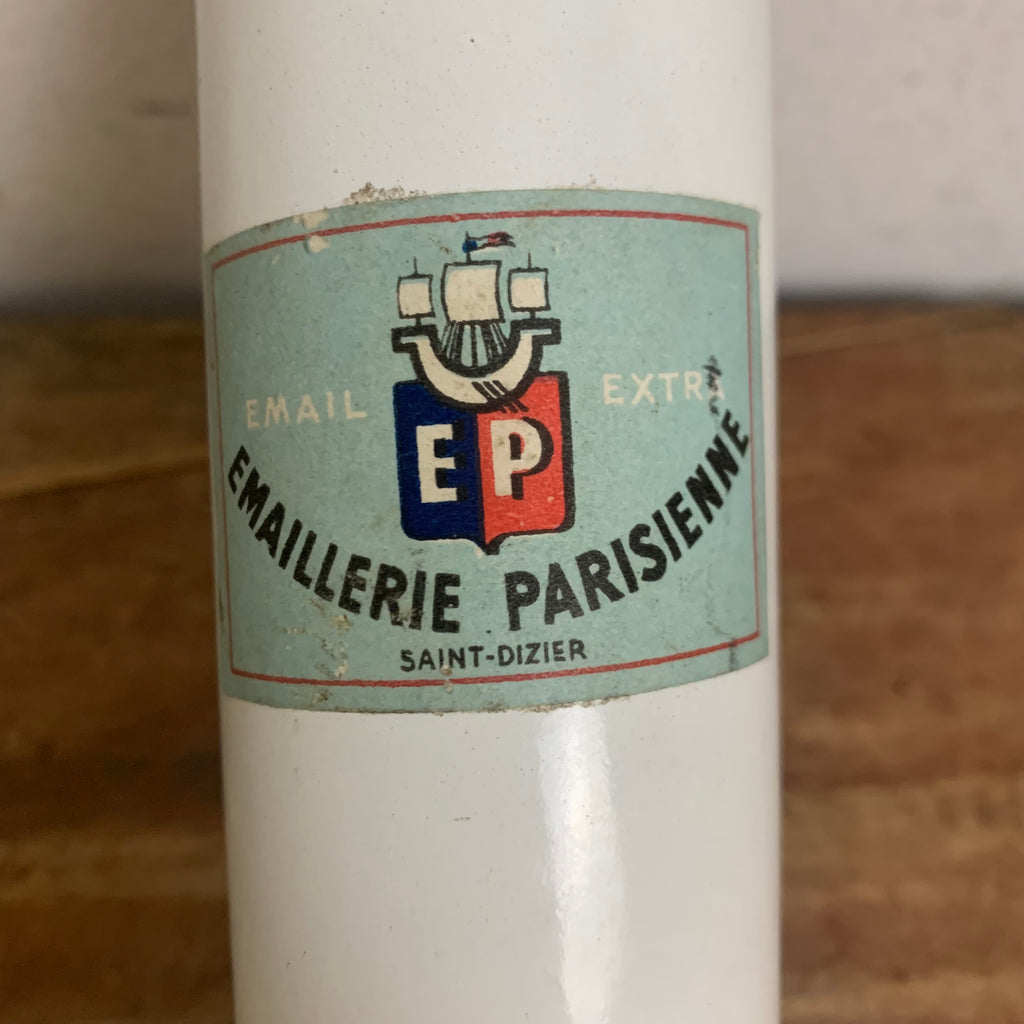 EMAIL EXTRA
EP
EMAILLERIE PARISIENNE
SAINT-DIZIER